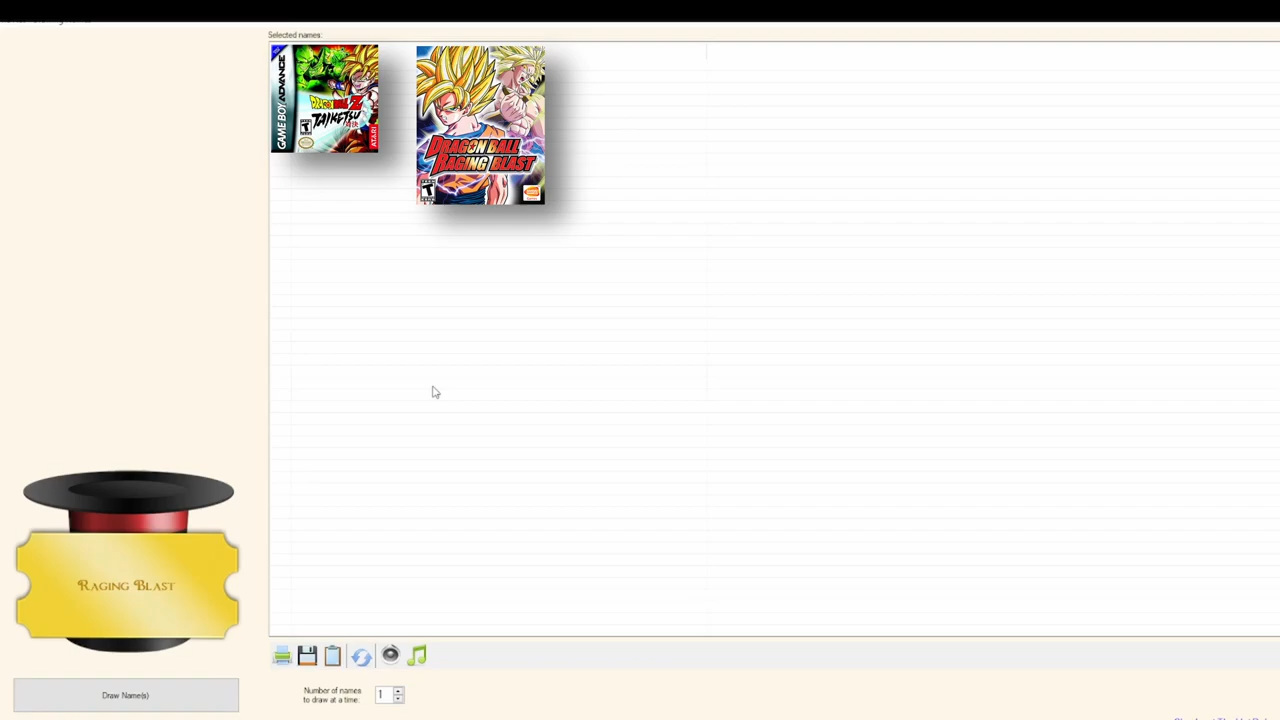 Selected names:
GAME BOY ADVANCE
DRAGON BALL Z
TAIKETSU
T
ATARI
DRAGON BALL
RAGING BLAST
T
RAGING BLAST
Draw Name(s)
Number of names
to draw at a time:
1